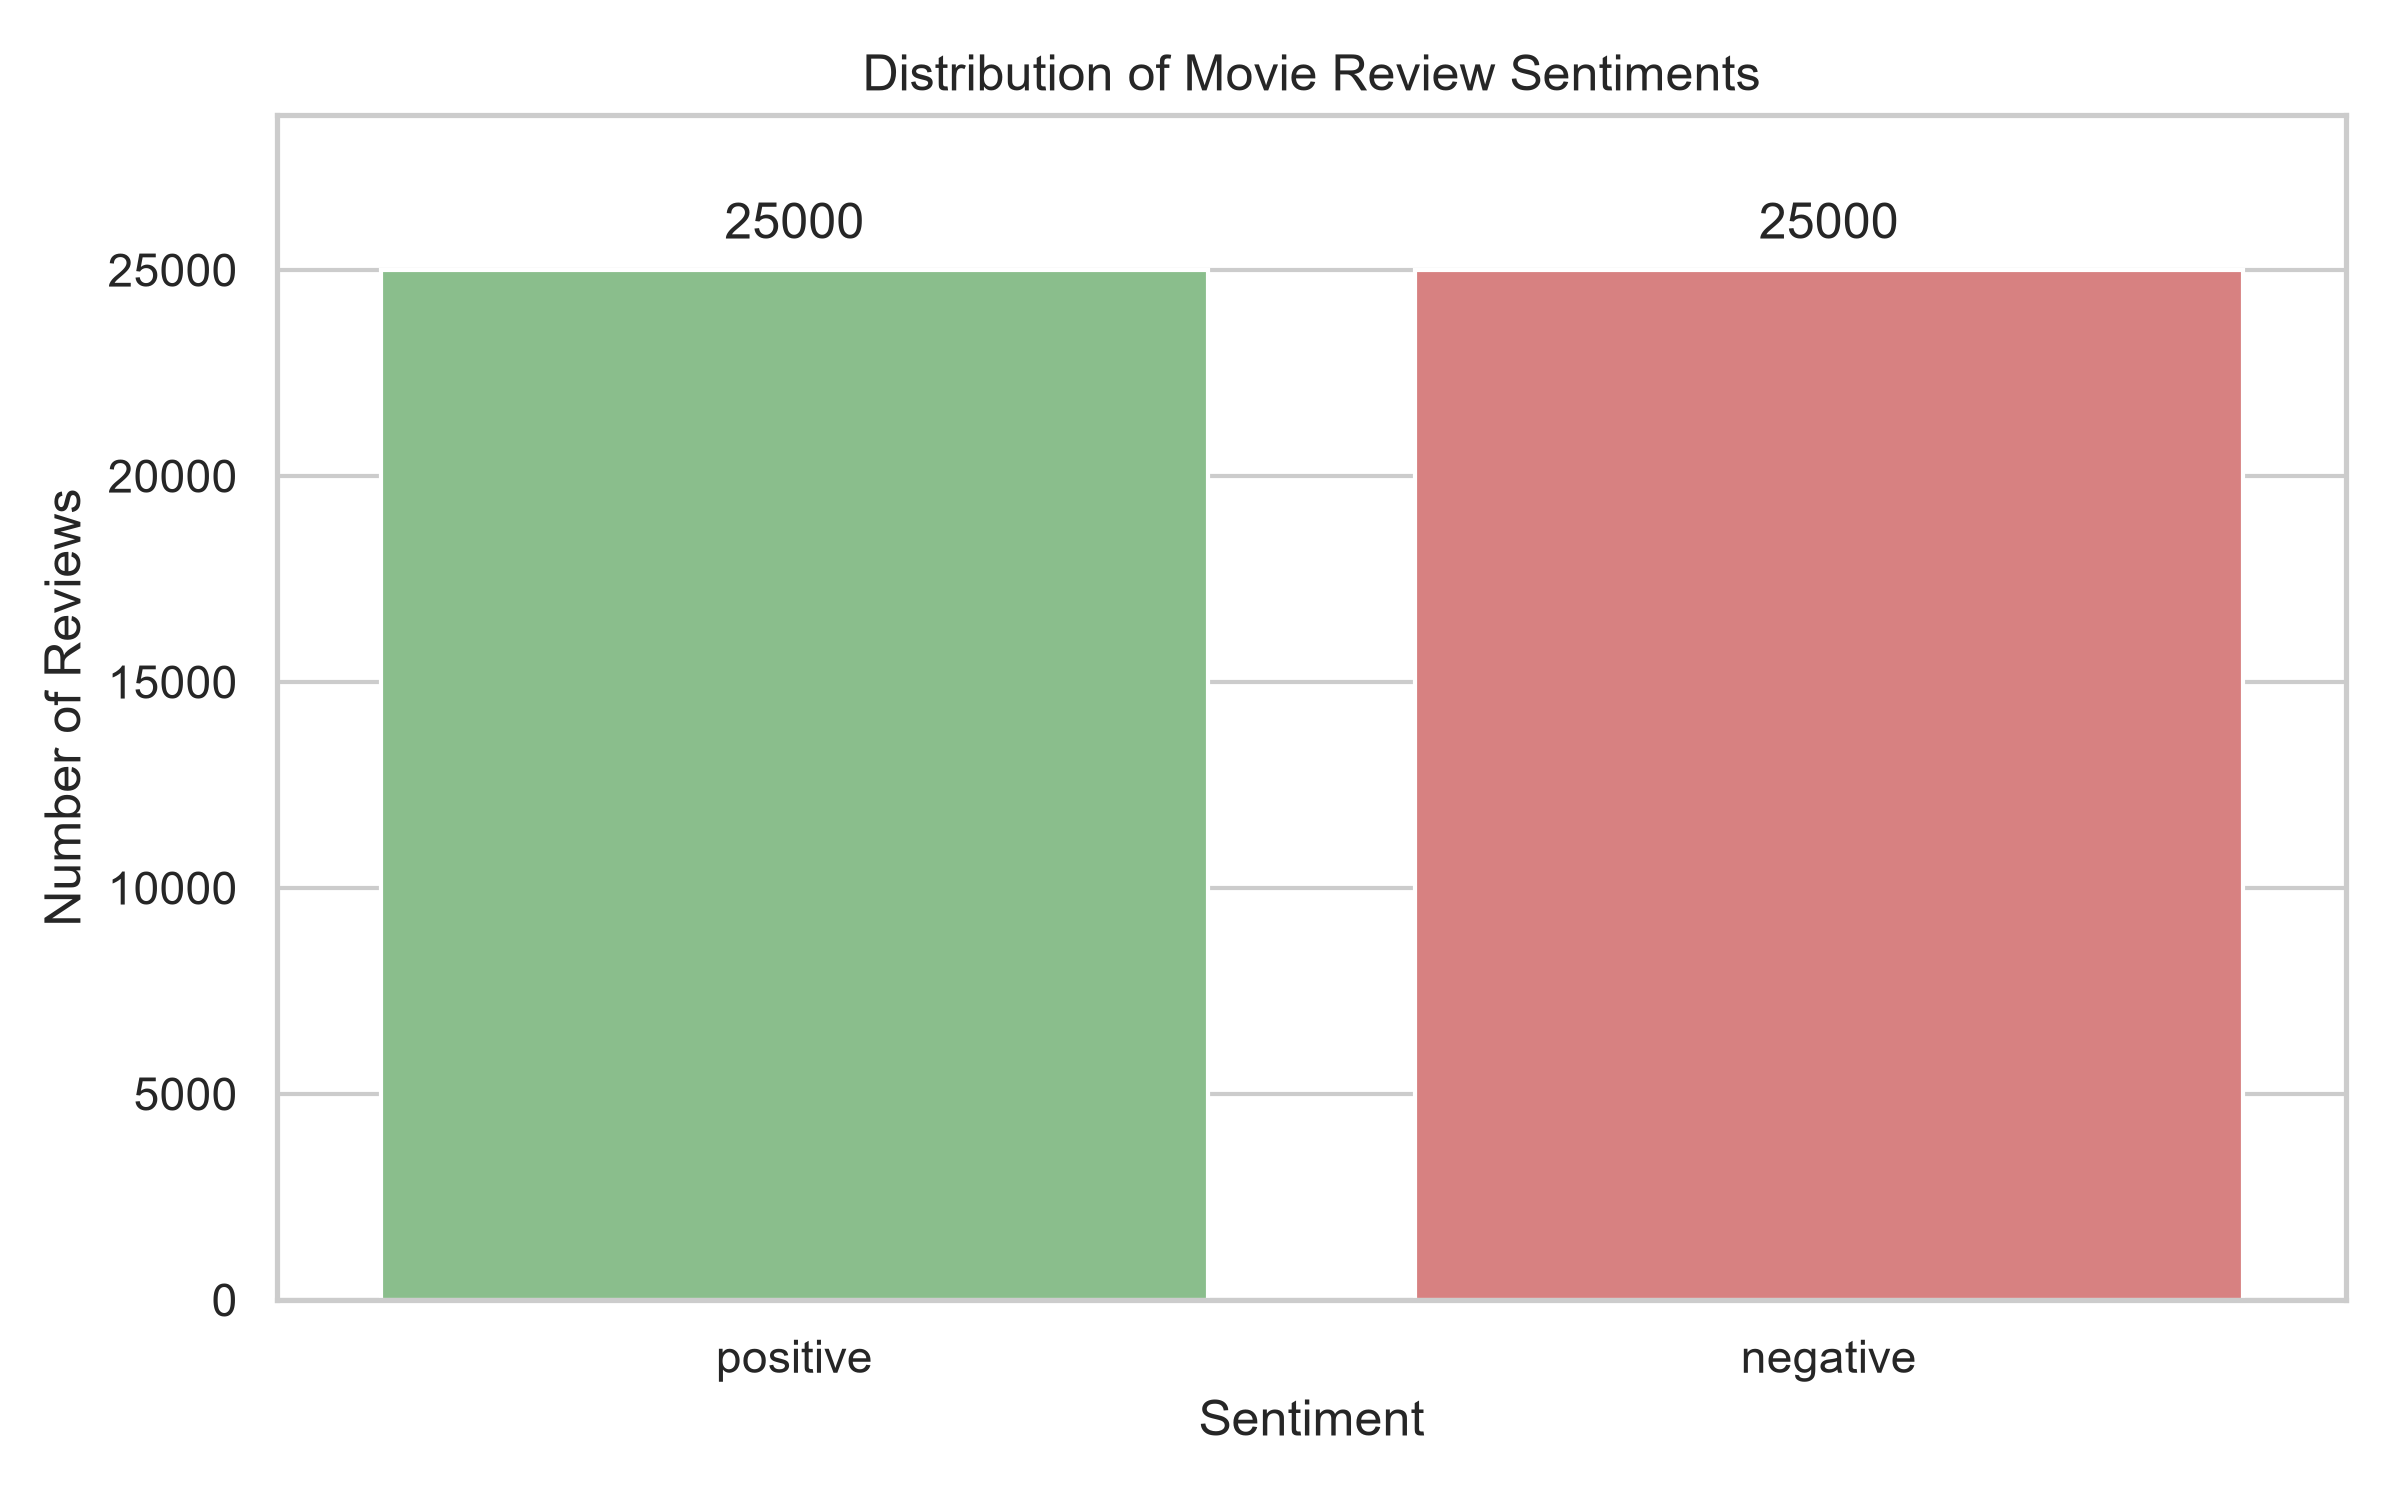 Distribution of Movie Review Sentiments
25000
25000
25000
20000
15000
10000
5000
0
Number of Reviews
positive
negative
Sentiment